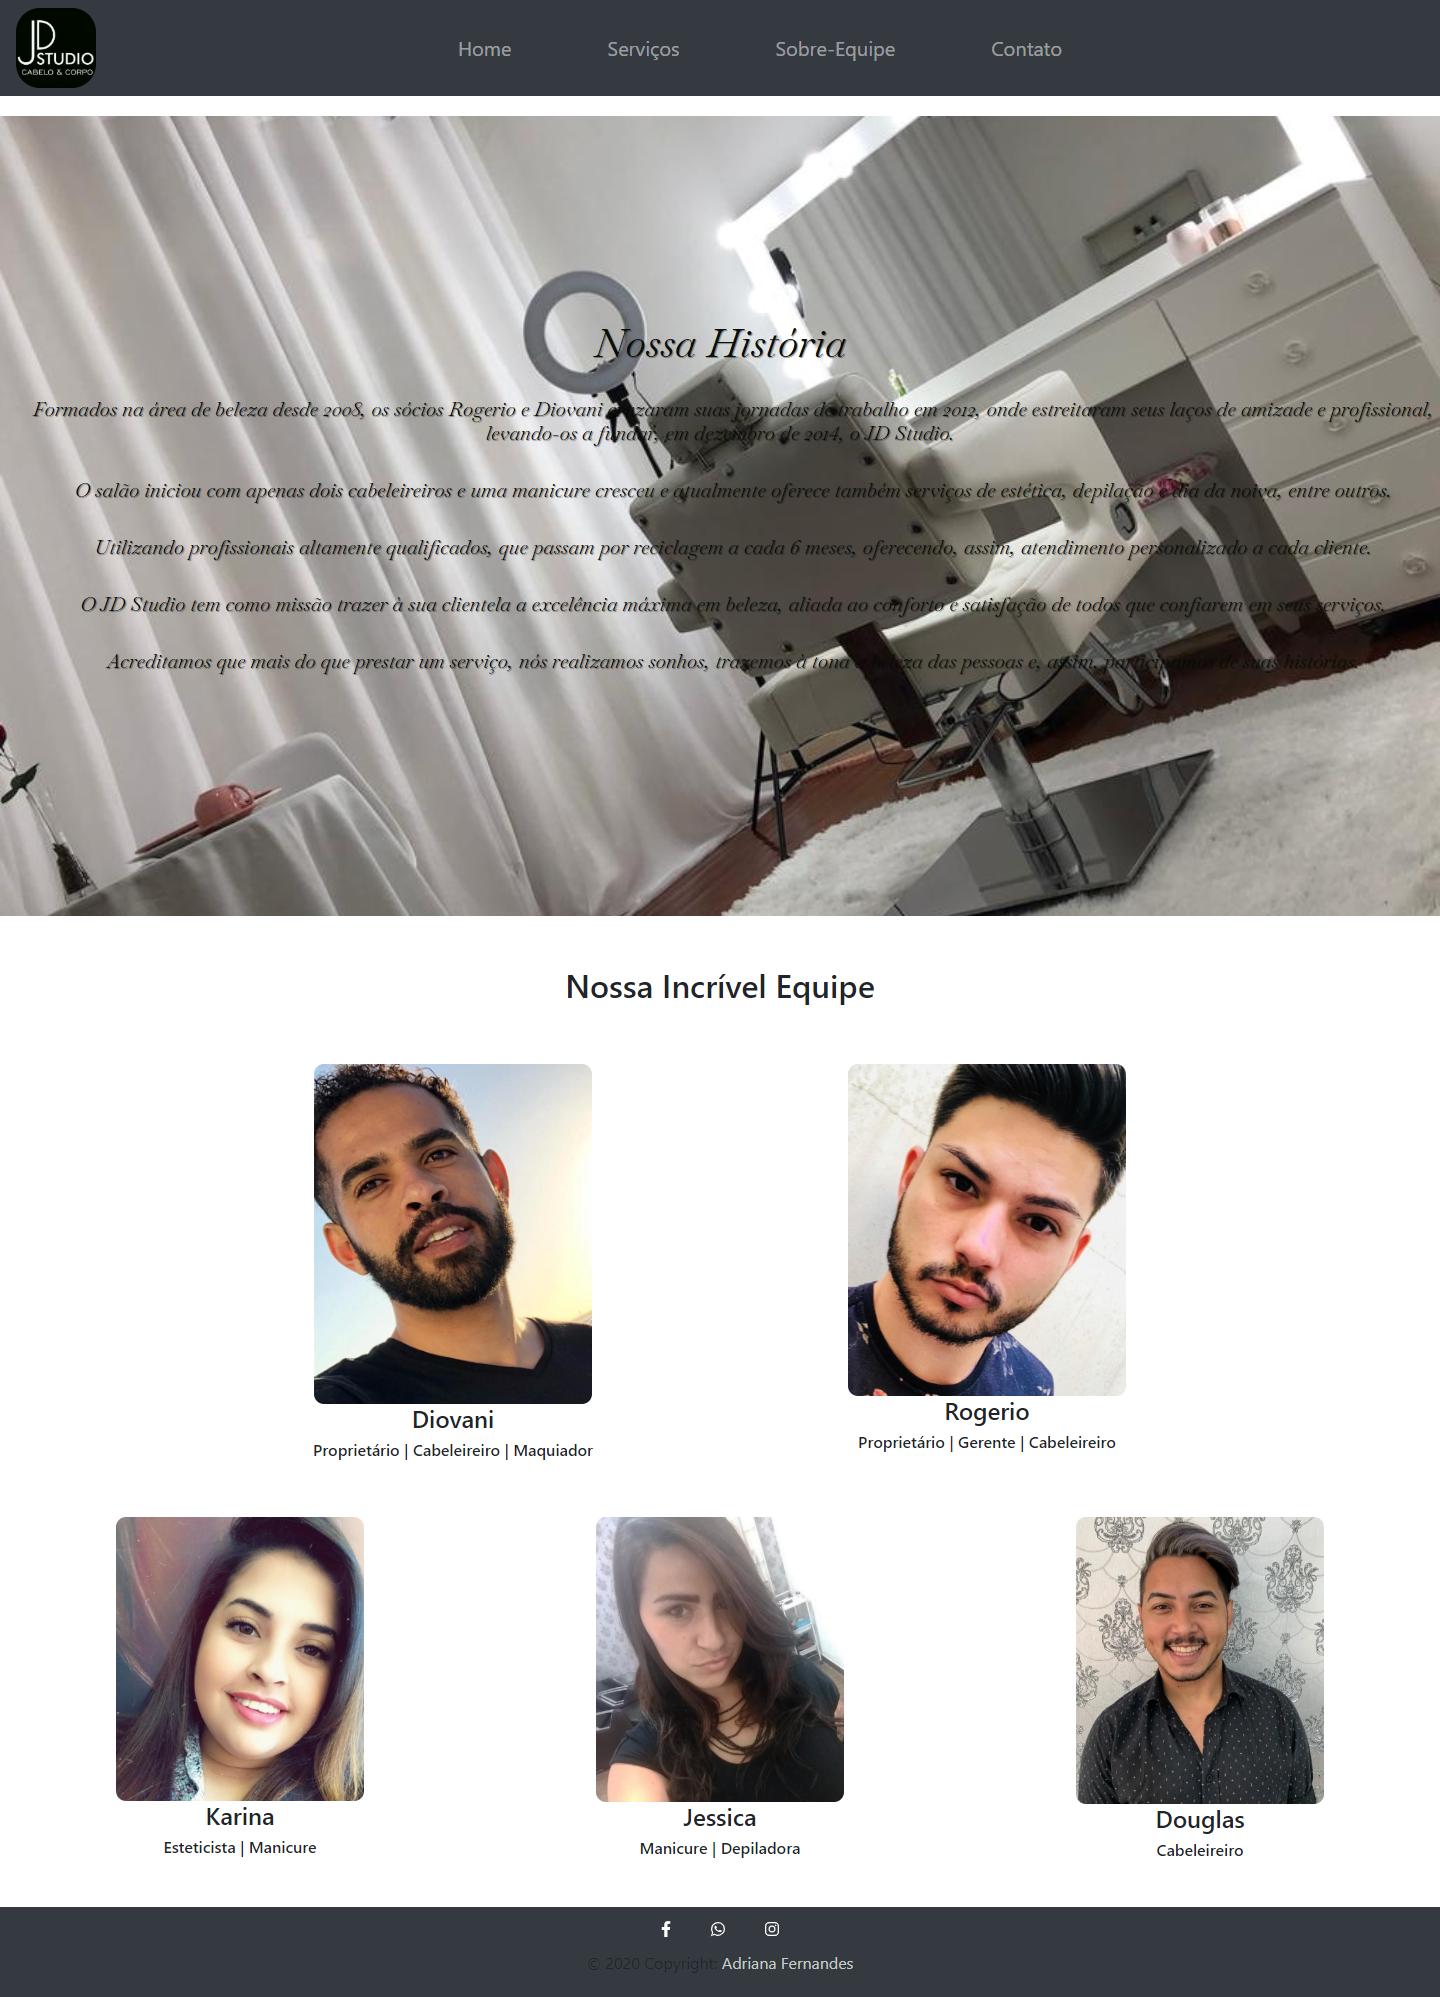 JD
STUDIO
CABELO & CORPO
Home
Serviços
Sobre-Equipe
Contato
Nossa História
Formados na área de beleza desde 2008, os sócios Rogerio e Diovani cruzaram suas jornadas de trabalho em 2012, onde estreitaram seus laços de amizade e profissional,
levando-os a fundar, em dezembro de 2014, o JD Studio.
O salão iniciou com apenas dois cabeleireiros e uma manicure cresceu e atualmente oferece também serviços de estética, depilação e dia da noiva, entre outros.
Utilizando profissionais altamente qualificados, que passam por reciclagem a cada 6 meses, oferecendo, assim, atendimento personalizado a cada cliente.
O JD Studio tem como missão trazer à sua clientela a excelência máxima em beleza, aliada ao conforto e satisfação de todos que confiarem em seus serviços.
Acreditamos que mais do que prestar um serviço, nós realizamos sonhos, trazemos à tona a beleza das pessoas e, assim, participamos de suas histórias.
Nossa Incrível Equipe
Diovani
Proprietário | Cabeleireiro | Maquiador
Rogerio
Proprietário | Gerente | Cabeleireiro
Karina
Esteticista | Manicure
Jessica
Manicure | Depiladora
Douglas
Cabeleireiro
© 2020 Copyright: Adriana Fernandes